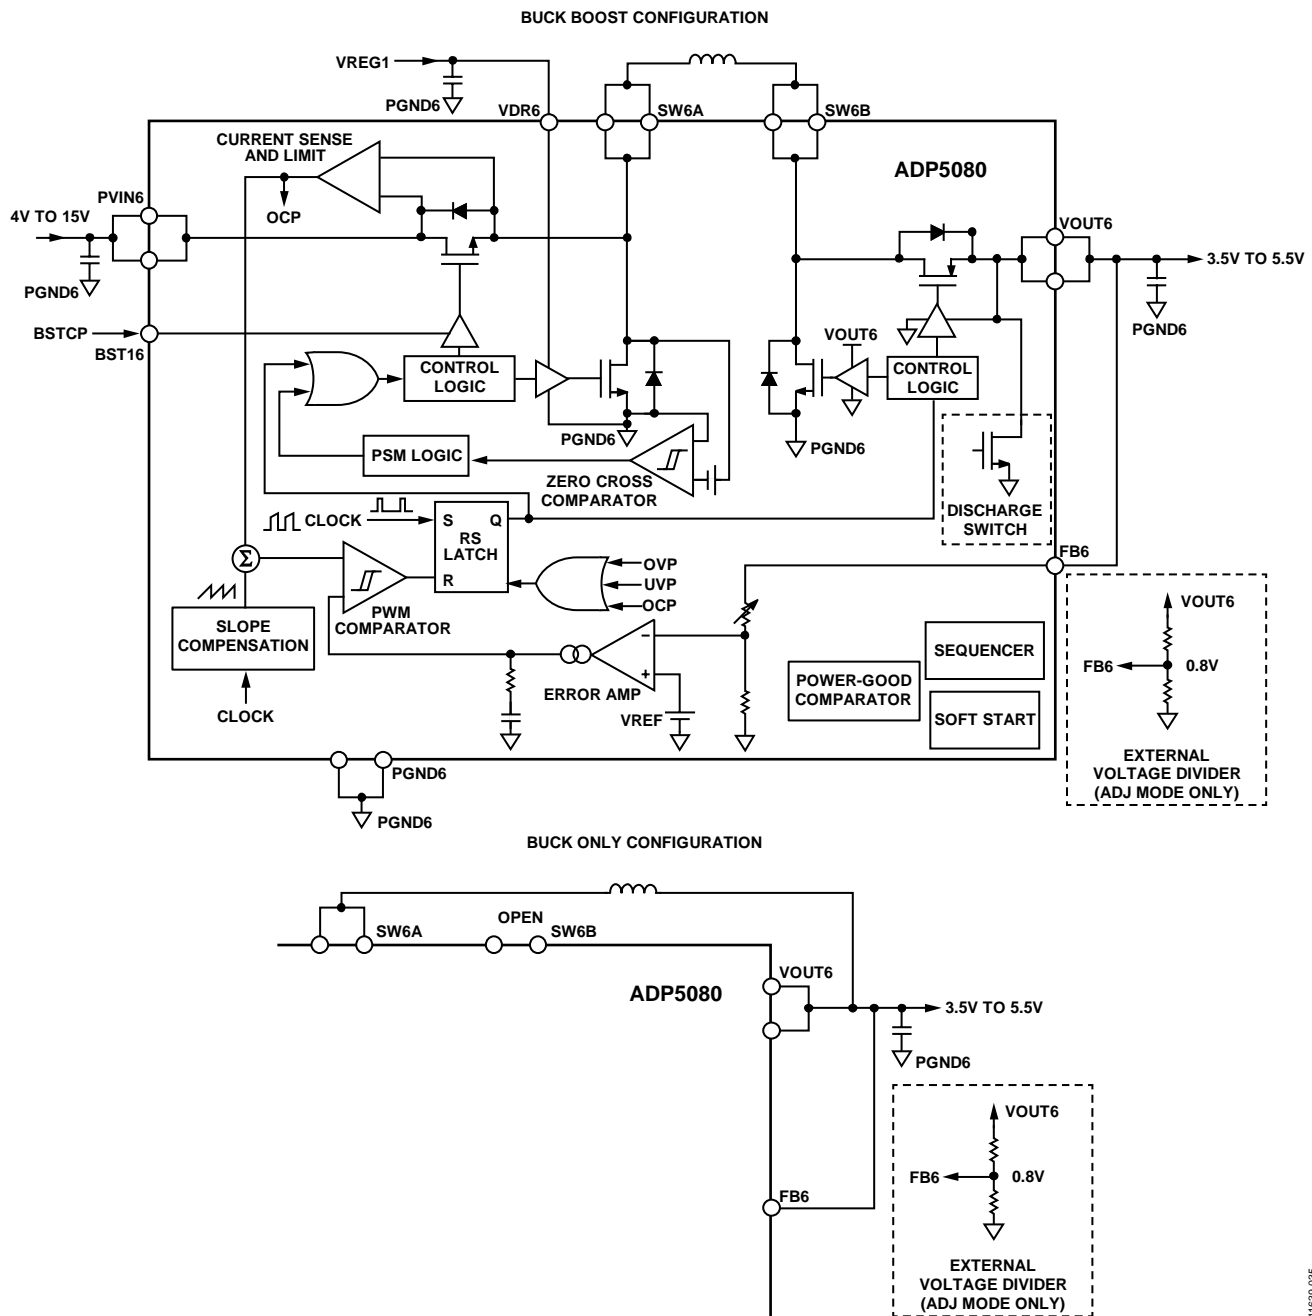 BUCK BOOST CONFIGURATION
VREG1
PGND6
VDR6
SW6A
SW6B
CURRENT SENSE
AND LIMIT
ADP5080
PVIN6
OCP
4V TO 15V
VOUT6
3.5V TO 5.5V
PGND6
PGND6
BSTCP
BST16
VOUT6
CONTROL
LOGIC
CONTROL
LOGIC
PGND6
PGND6
PSM LOGIC
ZERO CROSS
COMPARATOR
DISCHARGE
SWITCH
CLOCK
S
Q
RS
LATCH
R
FB6
Σ
OVP
UVP
OCP
PWM
COMPARATOR
SLOPE
COMPENSATION
CLOCK
−
+
ERROR AMP
VREF
SEQUENCER
POWER-GOOD
COMPARATOR
SOFT START
VOUT6
FB6
0.8V
EXTERNAL
VOLTAGE DIVIDER
(ADJ MODE ONLY)
PGND6
PGND6
BUCK ONLY CONFIGURATION
SW6A
OPEN
SW6B
ADP5080
VOUT6
3.5V TO 5.5V
PGND6
VOUT6
FB6
0.8V
FB6
EXTERNAL
VOLTAGE DIVIDER
(ADJ MODE ONLY)